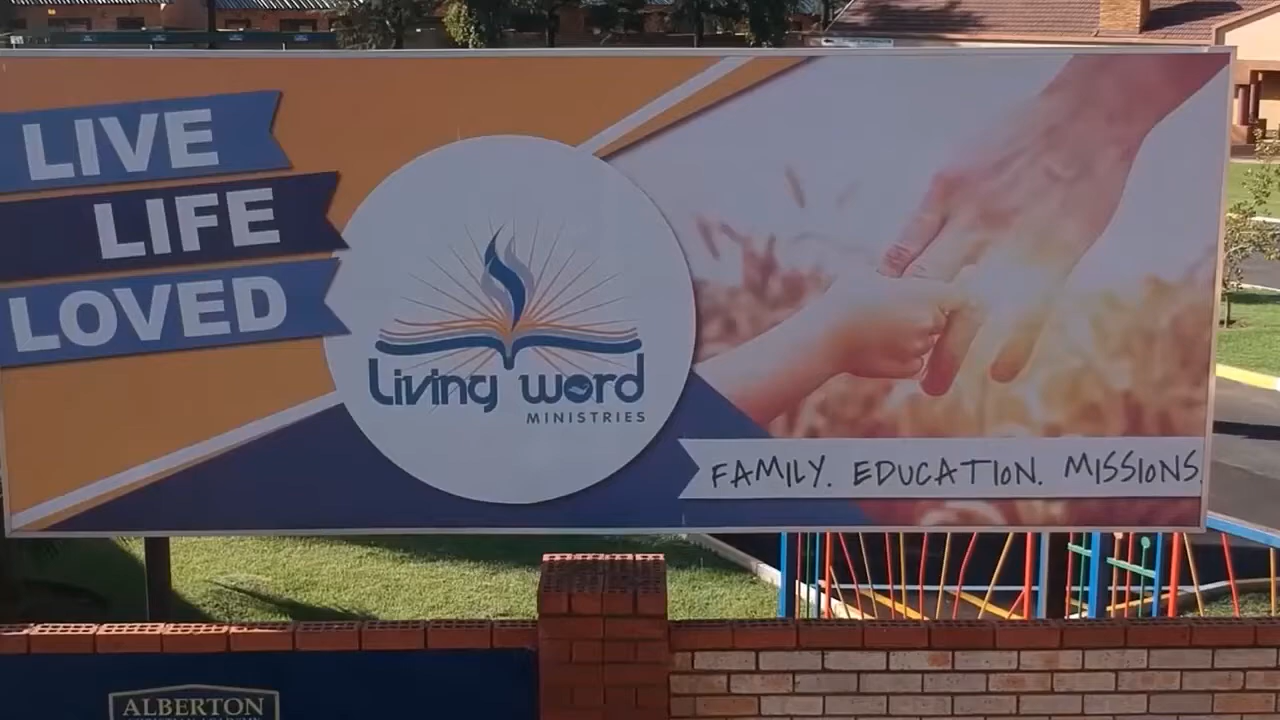 LIVE
LIFE
LOVED
Living word
MINISTRIES
FAMILY. EDUCATION. MISSIONS.
ALBERTON